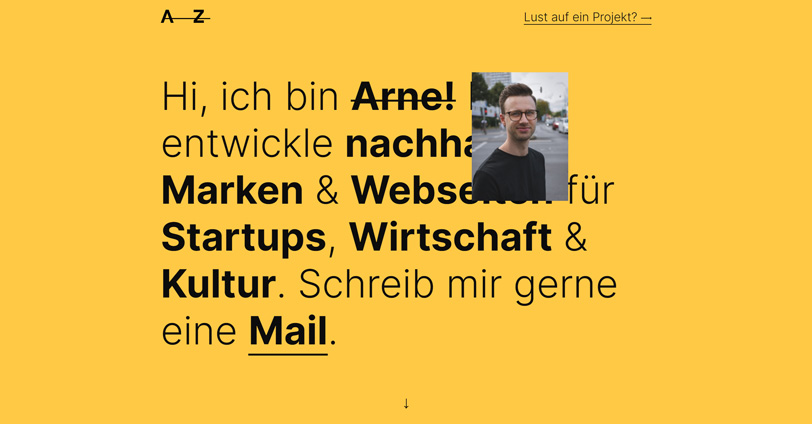 A Z
Lust auf ein Projekt? →
Hi, ich bin Arne!
entwickle
Marken & für
Startups, Wirtschaft &
Kultur. Schreib mir gerne
eine Mail.
↓